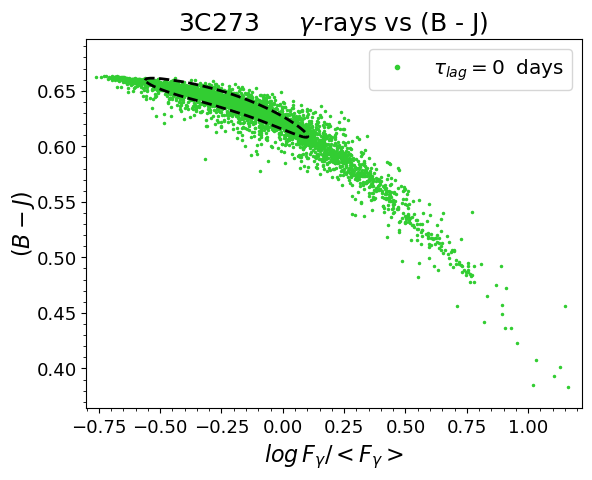 3C273 γ-rays vs (B - J)
τ_lag = 0 days
0.65
0.60
0.55
0.50
0.45
0.40
(B − J)
−0.75 −0.50 −0.25 0.00 0.25 0.50 0.75 1.00
log F_γ/<F_γ>